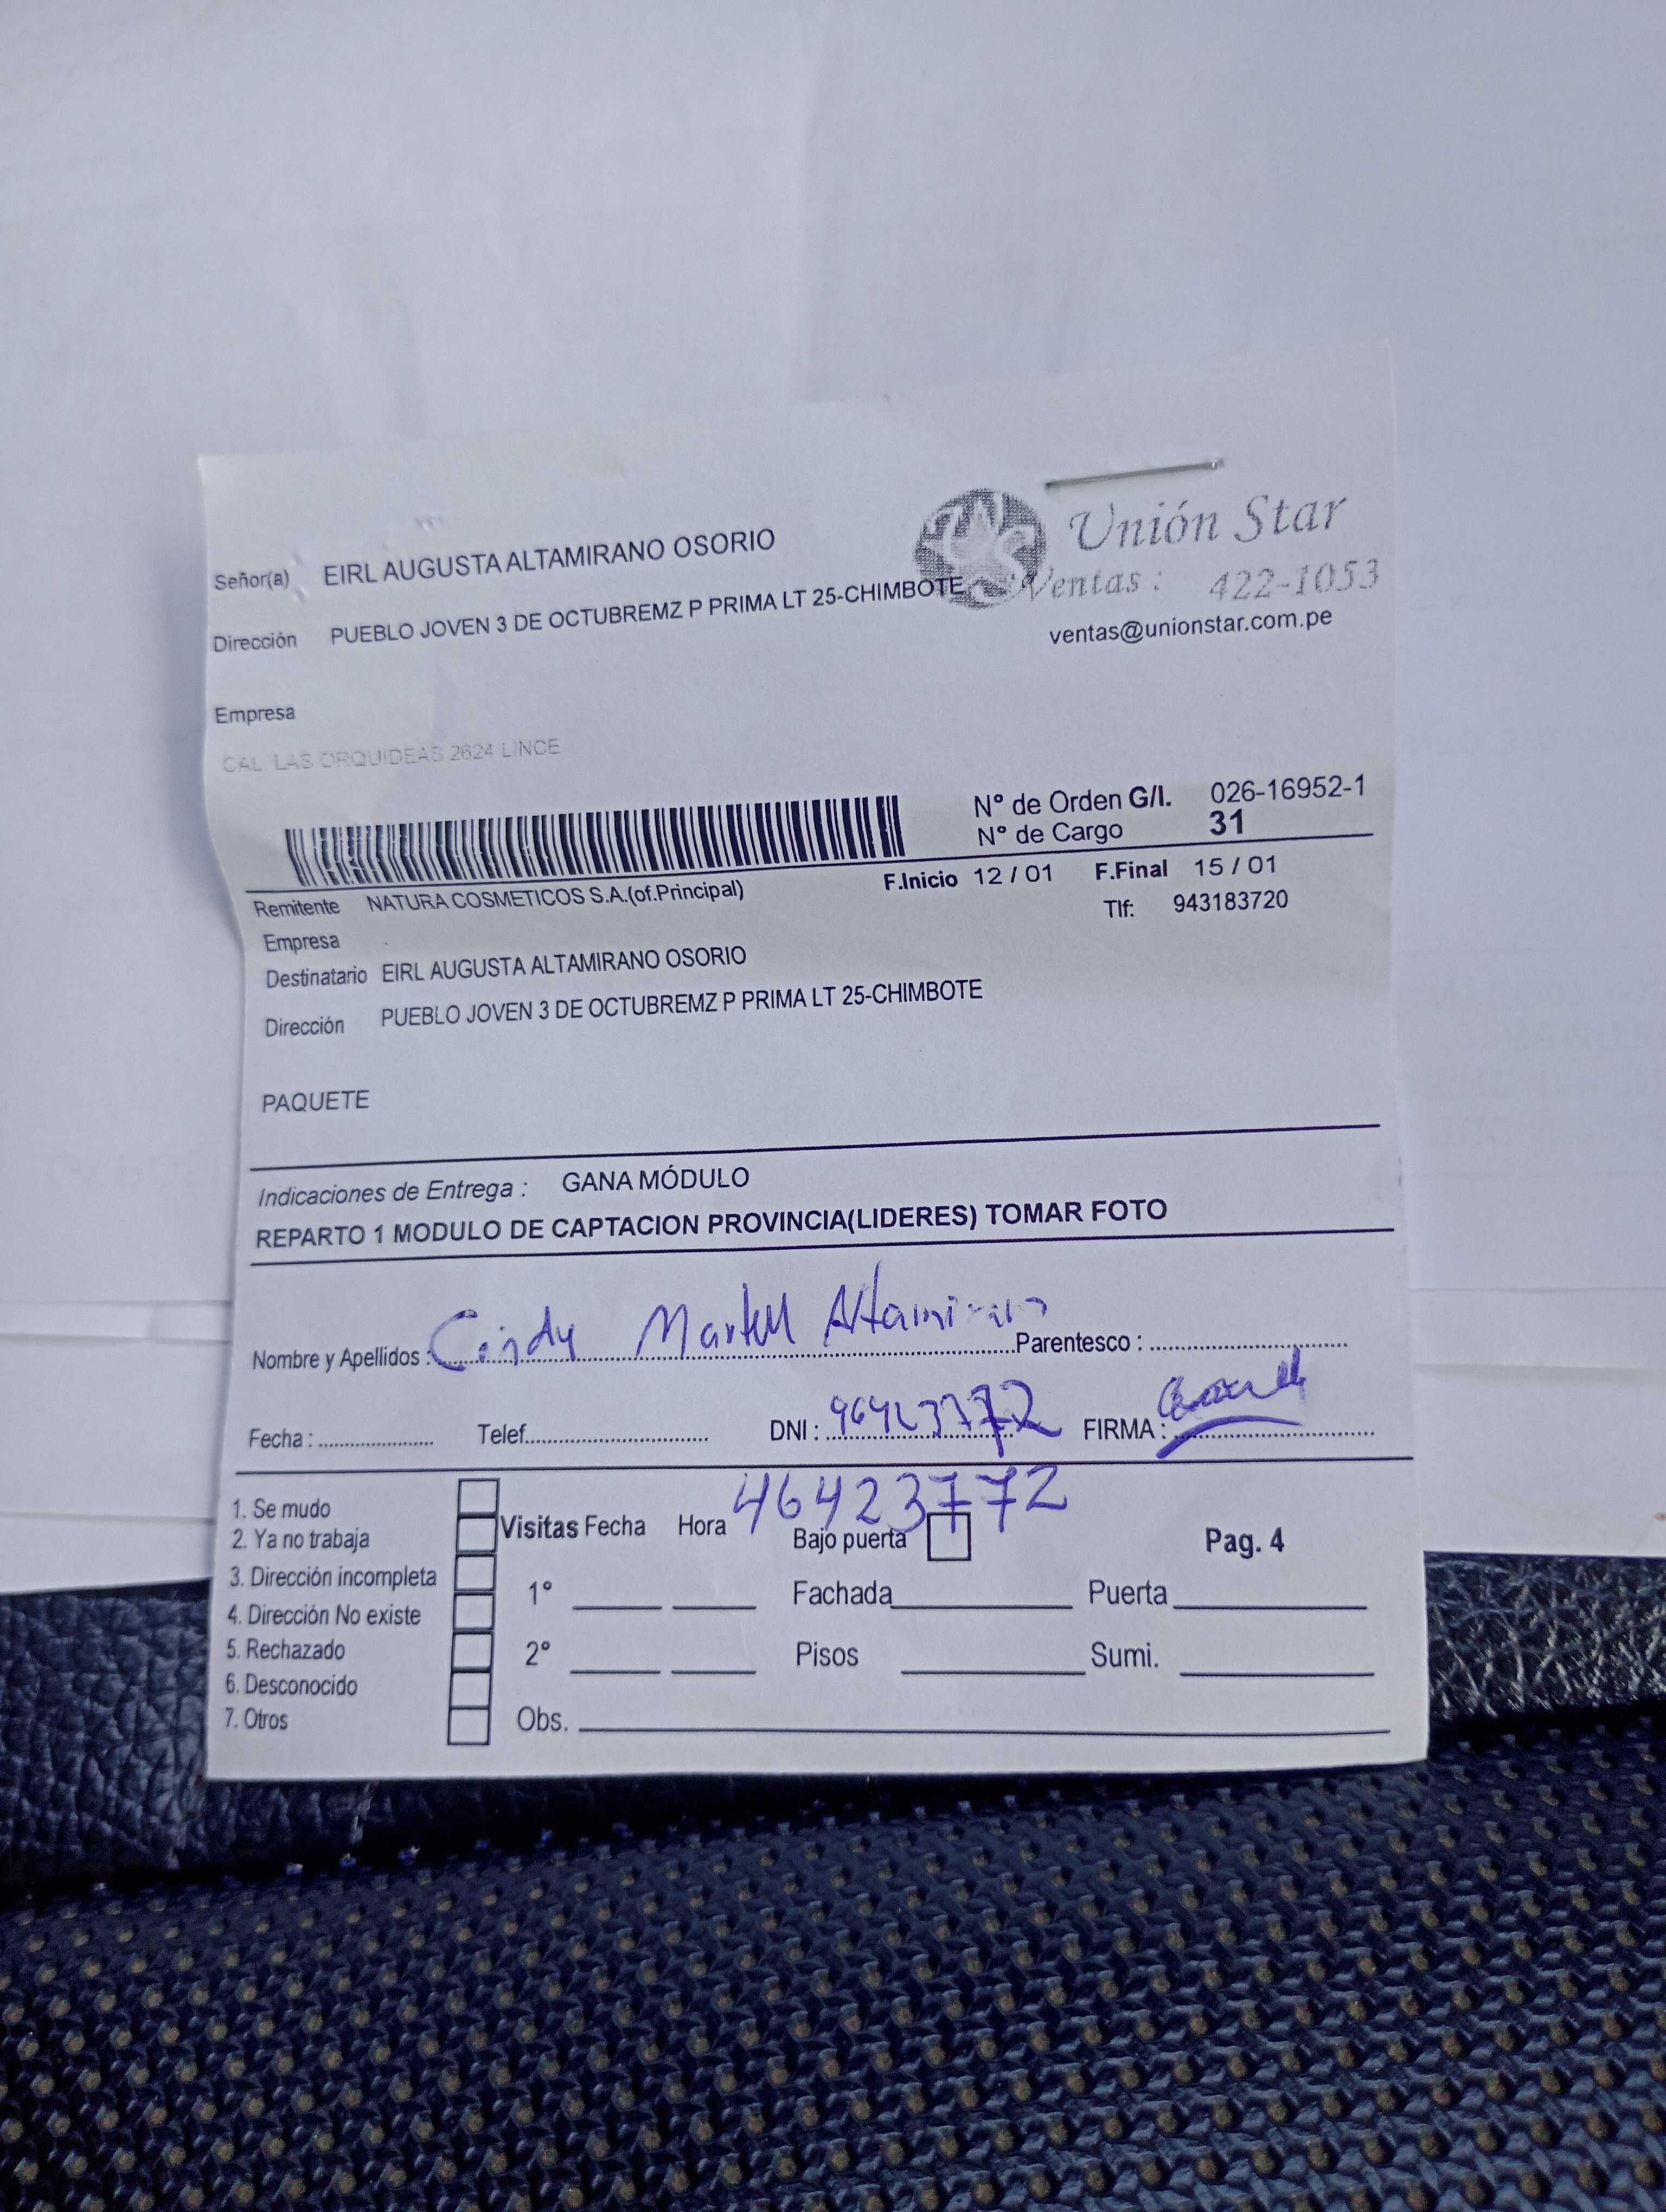 Unión Star
Señor(a) EIRL AUGUSTA ALTAMIRANO OSORIO
Ventas : 422-1053
Dirección PUEBLO JOVEN 3 DE OCTUBREMZ P PRIMA LT 25-CHIMBOTE
ventas@unionstar.com.pe
Empresa
CAL. LAS ORQUIDEAS 2624 LINCE
N° de Orden G/I. 026-16952-1
N° de Cargo 31
Remitente NATURA COSMETICOS S.A.(of.Principal) F.Inicio 12 / 01 F.Final 15 / 01
Empresa Tlf: 943183720
Destinatario EIRL AUGUSTA ALTAMIRANO OSORIO
Dirección PUEBLO JOVEN 3 DE OCTUBREMZ P PRIMA LT 25-CHIMBOTE
PAQUETE
Indicaciones de Entrega : GANA MÓDULO
REPARTO 1 MODULO DE CAPTACION PROVINCIA(LIDERES) TOMAR FOTO
Nombre y Apellidos : Cindy Martell Altamirano Parentesco :
Fecha : Telef. DNI : FIRMA :
46423772
1. Se mudo
2. Ya no trabaja Visitas Fecha Hora Bajo puerta Pag. 4
3. Dirección incompleta 1° Fachada Puerta
4. Dirección No existe
5. Rechazado 2° Pisos Sumi.
6. Desconocido
7. Otros Obs.